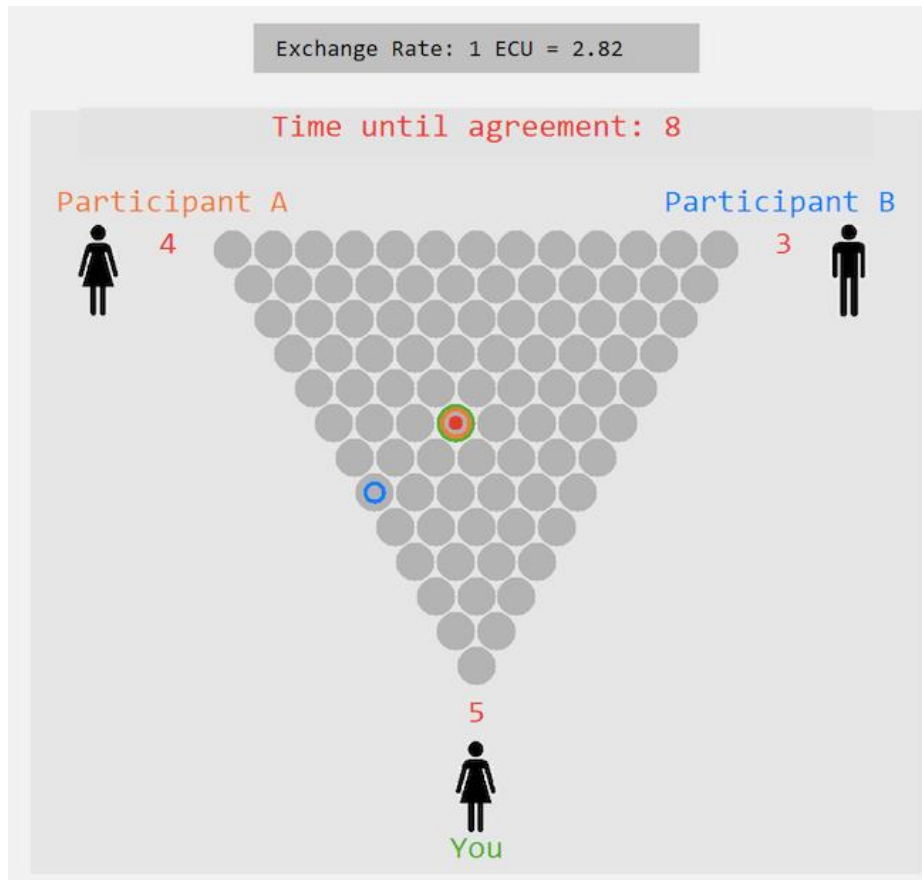 Exchange Rate: 1 ECU = 2.82
Time until agreement: 8
Participant A
Participant B
4
3
5
You